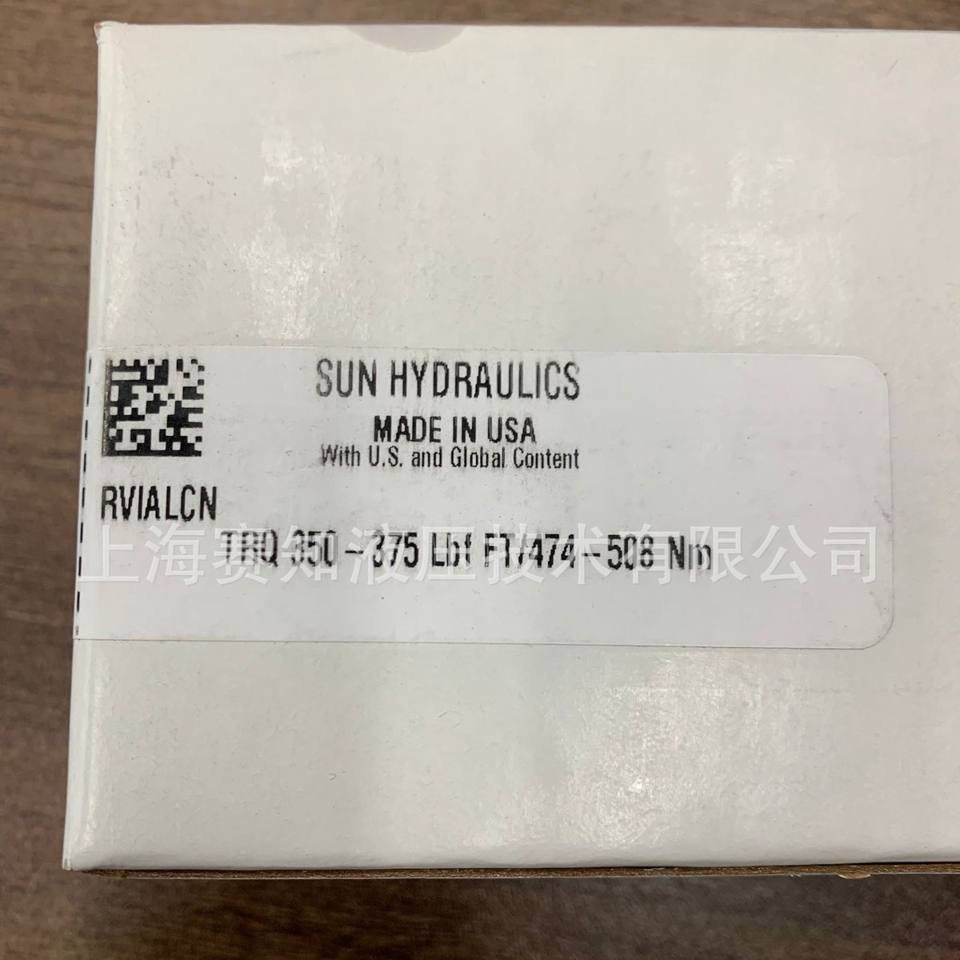 SUN HYDRAULICS
MADE IN USA
With U.S. and Global Content
RVIALCN
TRQ 350-375 Lbf FT/474-508 Nm
上海赛知液压技术有限公司